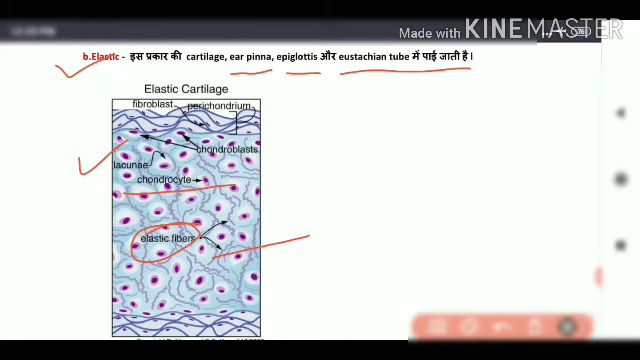 Made with KINEMASTER
b.Elastic - इस प्रकार की cartilage, ear pinna, epiglottis और eustachian tube में पाई जाती है।
Elastic Cartilage
fibroblast perichondrium
chondroblasts
lacunae
chondrocyte
elastic fibers